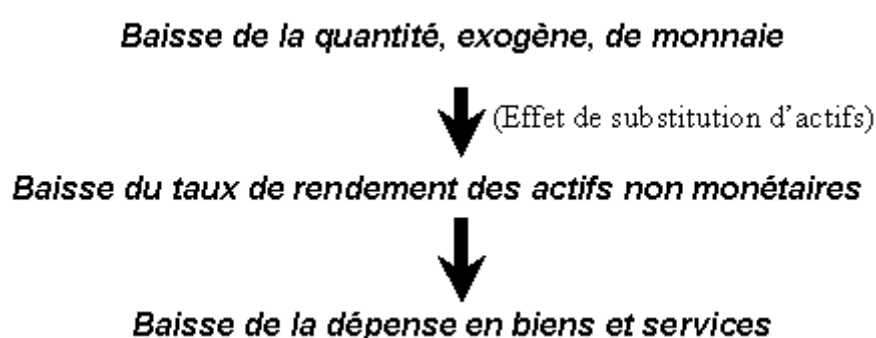 Baisse de la quantité, exogène, de monnaie
(Effet de substitution d'actifs)
Baisse du taux de rendement des actifs non monétaires
Baisse de la dépense en biens et services